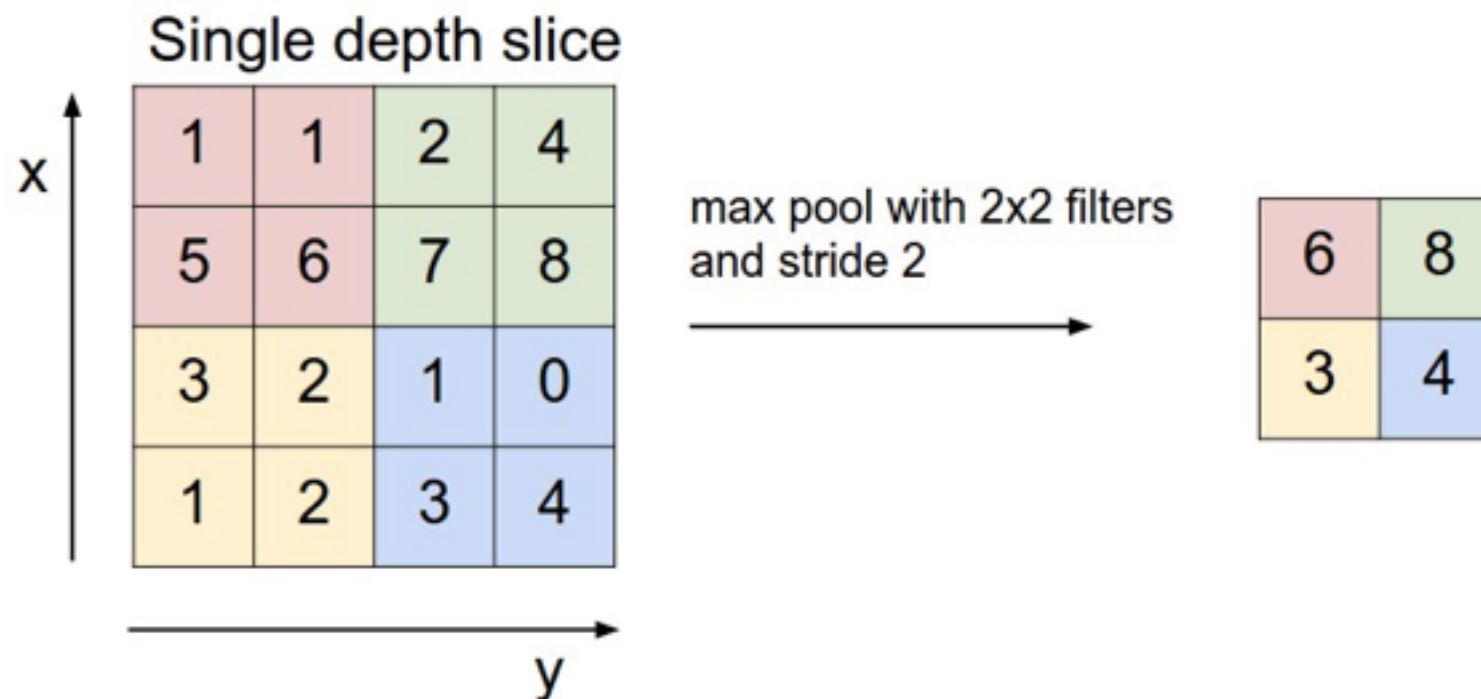 Single depth slice
x
1 1 2 4
5 6 7 8
3 2 1 0
1 2 3 4
y
max pool with 2x2 filters
and stride 2
6 8
3 4